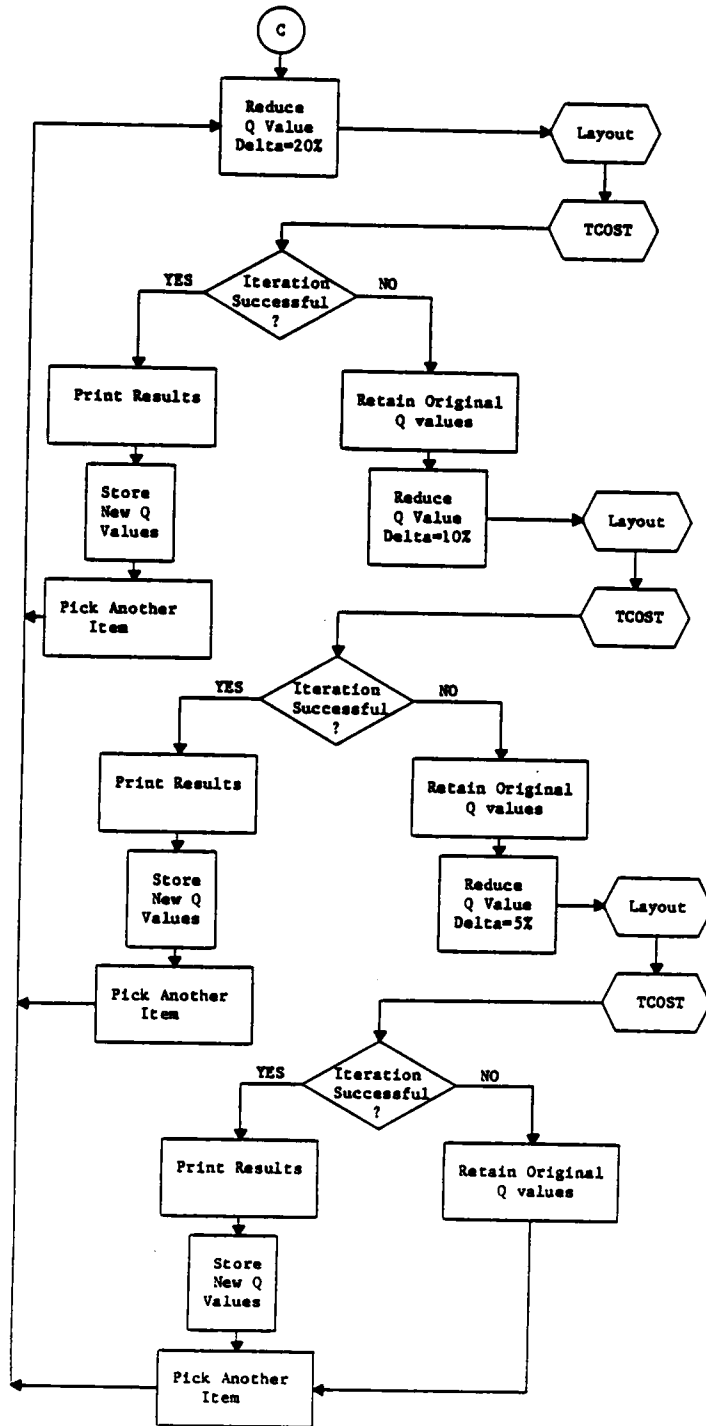 C
Reduce
Q Value
Delta=20%
Layout
TCOST
YES
Iteration
Successful
?
NO
Print Results
Retain Original
Q values
Store
New Q
Values
Reduce
Q Value
Delta=10%
Layout
Pick Another
Item
TCOST
YES
Iteration
Successful
?
NO
Print Results
Retain Original
Q values
Store
New Q
Values
Reduce
Q Value
Delta=5%
Layout
Pick Another
Item
TCOST
YES
Iteration
Successful
?
NO
Print Results
Retain Original
Q values
Store
New Q
Values
Pick Another
Item